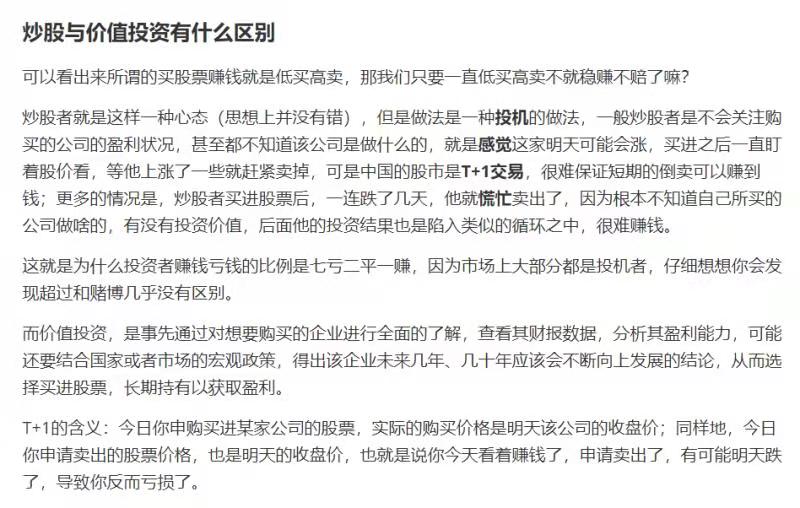 炒股与价值投资有什么区别
可以看出来所谓的买股票赚钱就是低买高卖，那我们只要一直低买高卖不就稳赚不赔了嘛？
炒股者就是这样一种心态（思想上并没有错），但是做法是一种投机的做法，一般炒股者是不会关注购
买的公司的盈利状况，甚至都不知道该公司是做什么的，就是感觉这家明天可能会涨，买进之后一直盯
着股价看，等他上涨了一些就赶紧卖掉，可是中国的股市是T+1交易，很难保证短期的倒卖可以赚到
钱；更多的情况是，炒股者买进股票后，一连跌了几天，他就慌忙卖出了，因为根本不知道自己所买的
公司做啥的，有没有投资价值，后面他的投资结果也是陷入类似的循环之中，很难赚钱。
这就是为什么投资者赚钱亏钱的比例是七亏二平一赚，因为市场上大部分都是投机者，仔细想想你会发
现超过和赌博几乎没有区别。
而价值投资，是事先通过对想要购买的企业进行全面的了解，查看其财报数据，分析其盈利能力，可能
还要结合国家或者市场的宏观政策，得出该企业未来几年、几十年应该会不断向上发展的结论，从而选
择买进股票，长期持有以获取盈利。
T+1的含义：今日你申购买进某家公司的股票，实际的购买价格是明天该公司的收盘价；同样地，今日
你申请卖出的股票价格，也是明天的收盘价，也就是说你今天看着赚钱了，申请卖出了，有可能明天跌
了，导致你反而亏损了。